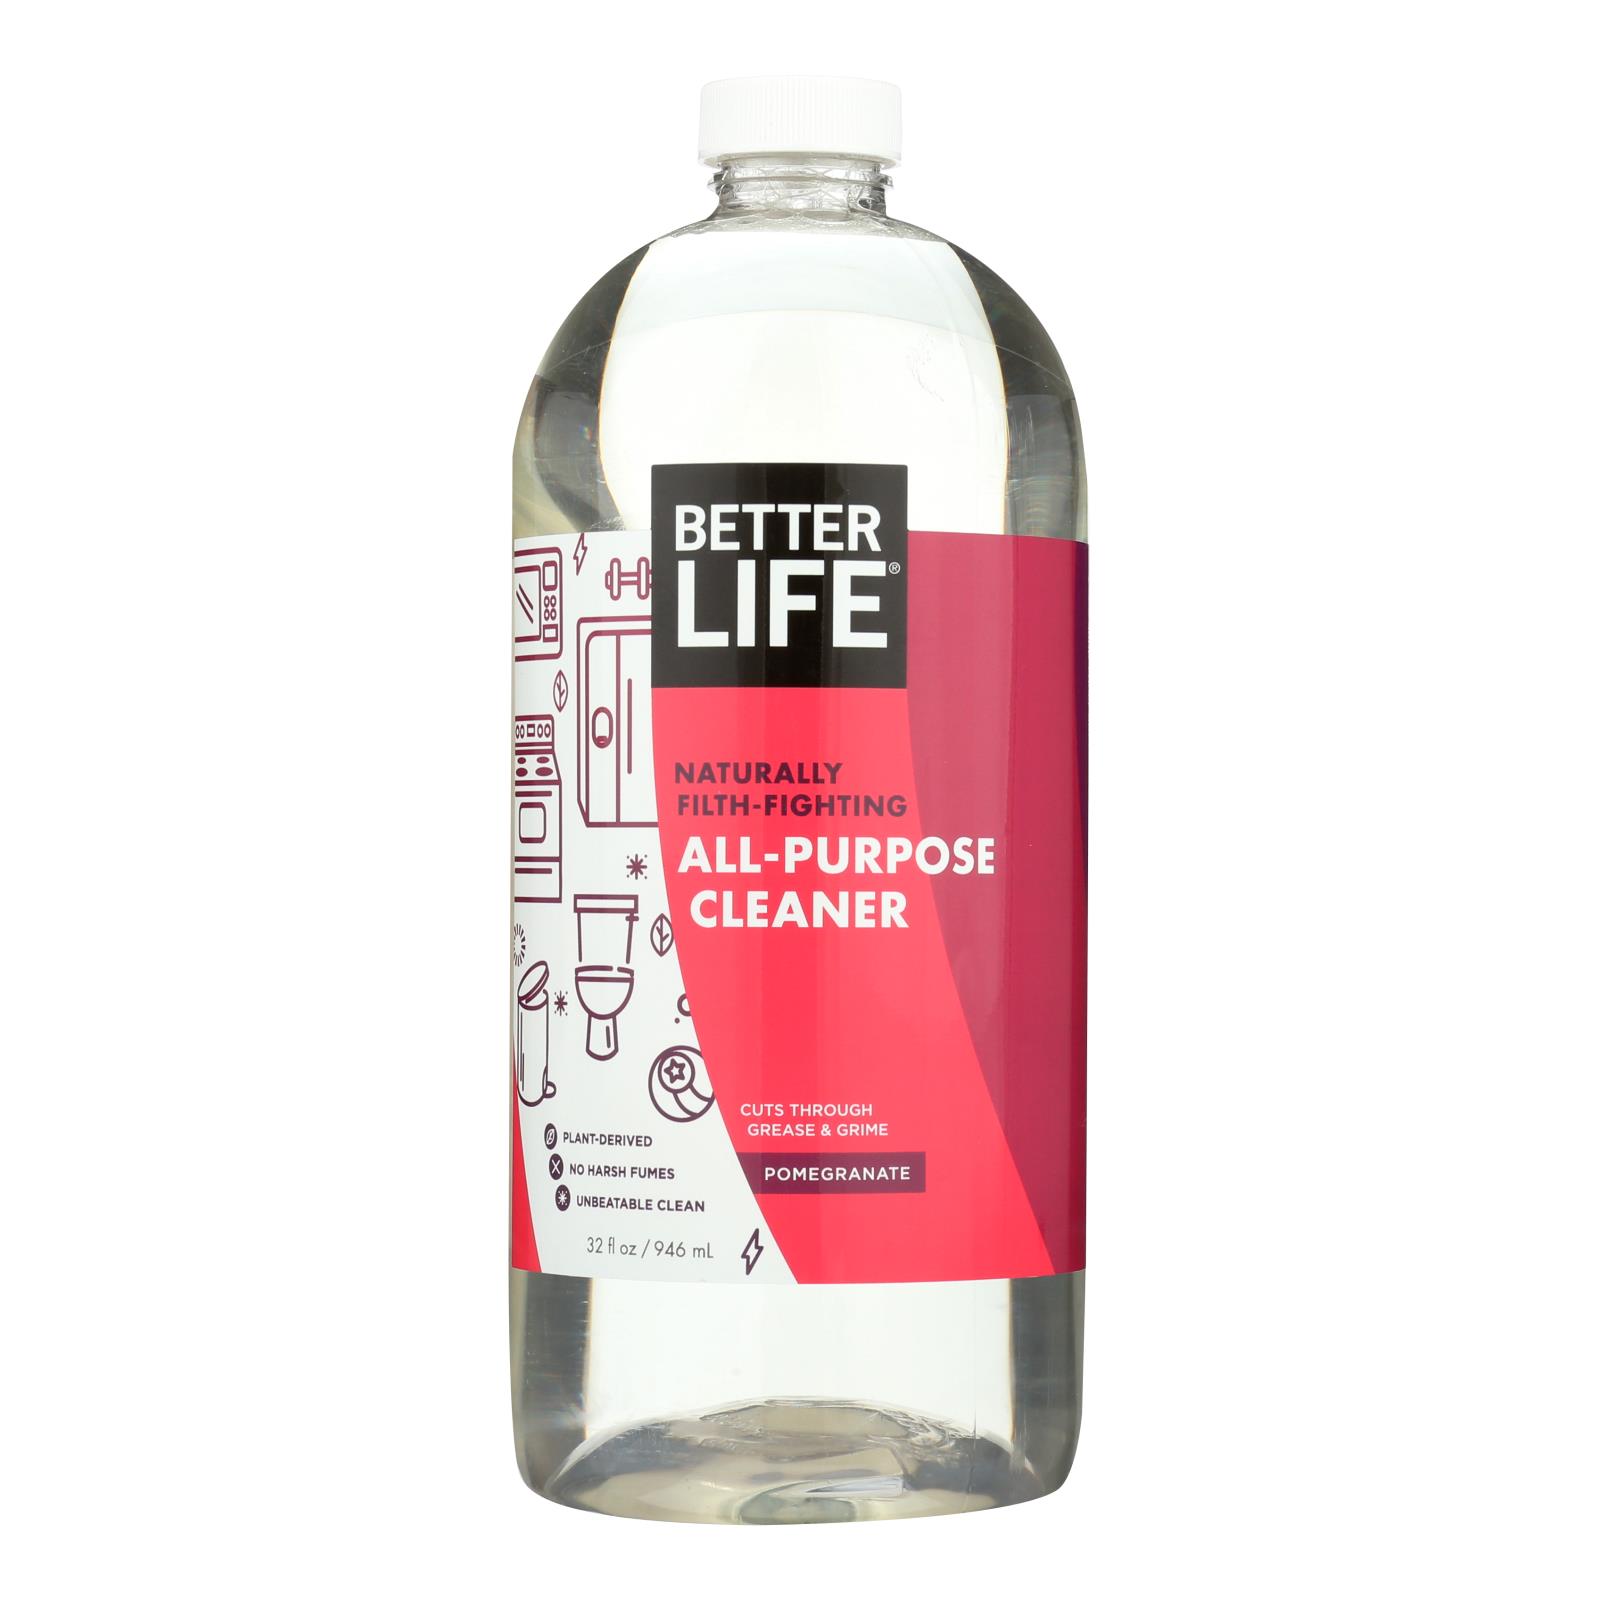 BETTER
LIFE®
NATURALLY
FILTH-FIGHTING
ALL-PURPOSE
CLEANER
CUTS THROUGH
GREASE & GRIME
POMEGRANATE
PLANT-DERIVED
NO HARSH FUMES
UNBEATABLE CLEAN
32 fl oz / 946 mL